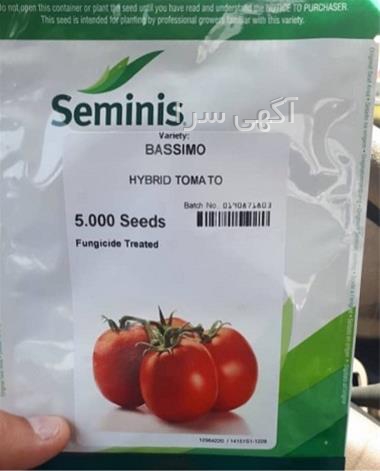 do not open this container or plant the seed until you have read and understand the NOTICE TO PURCHASER
This seed is intended for planting by professional growers familiar with this variety.
Seminis
آگهی سرا
Variety:
BASSIMO
HYBRID TOMATO
Batch No.
5.000 Seeds
Fungicide Treated